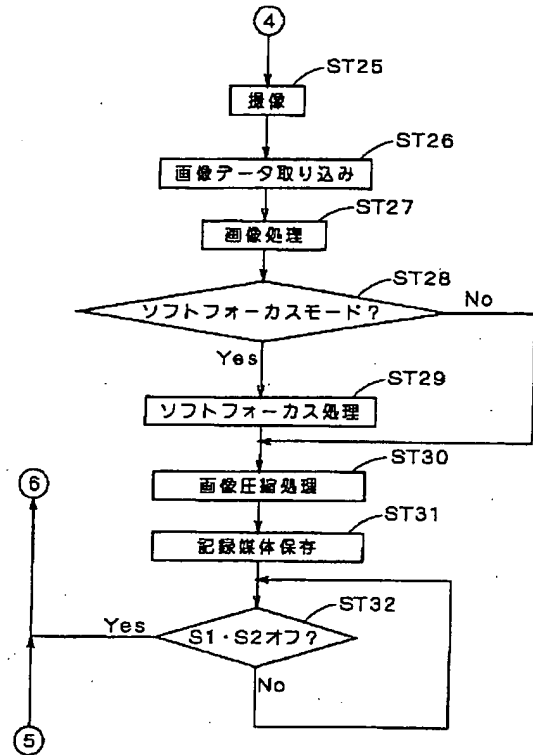 ④
ST25
撮像
ST26
画像データ取り込み
ST27
画像処理
ST28
ソフトフォーカスモード?
No
Yes
ST29
ソフトフォーカス処理
ST30
画像圧縮処理
⑥
ST31
記録媒体保存
ST32
Yes
S1・S2オフ?
No
⑤